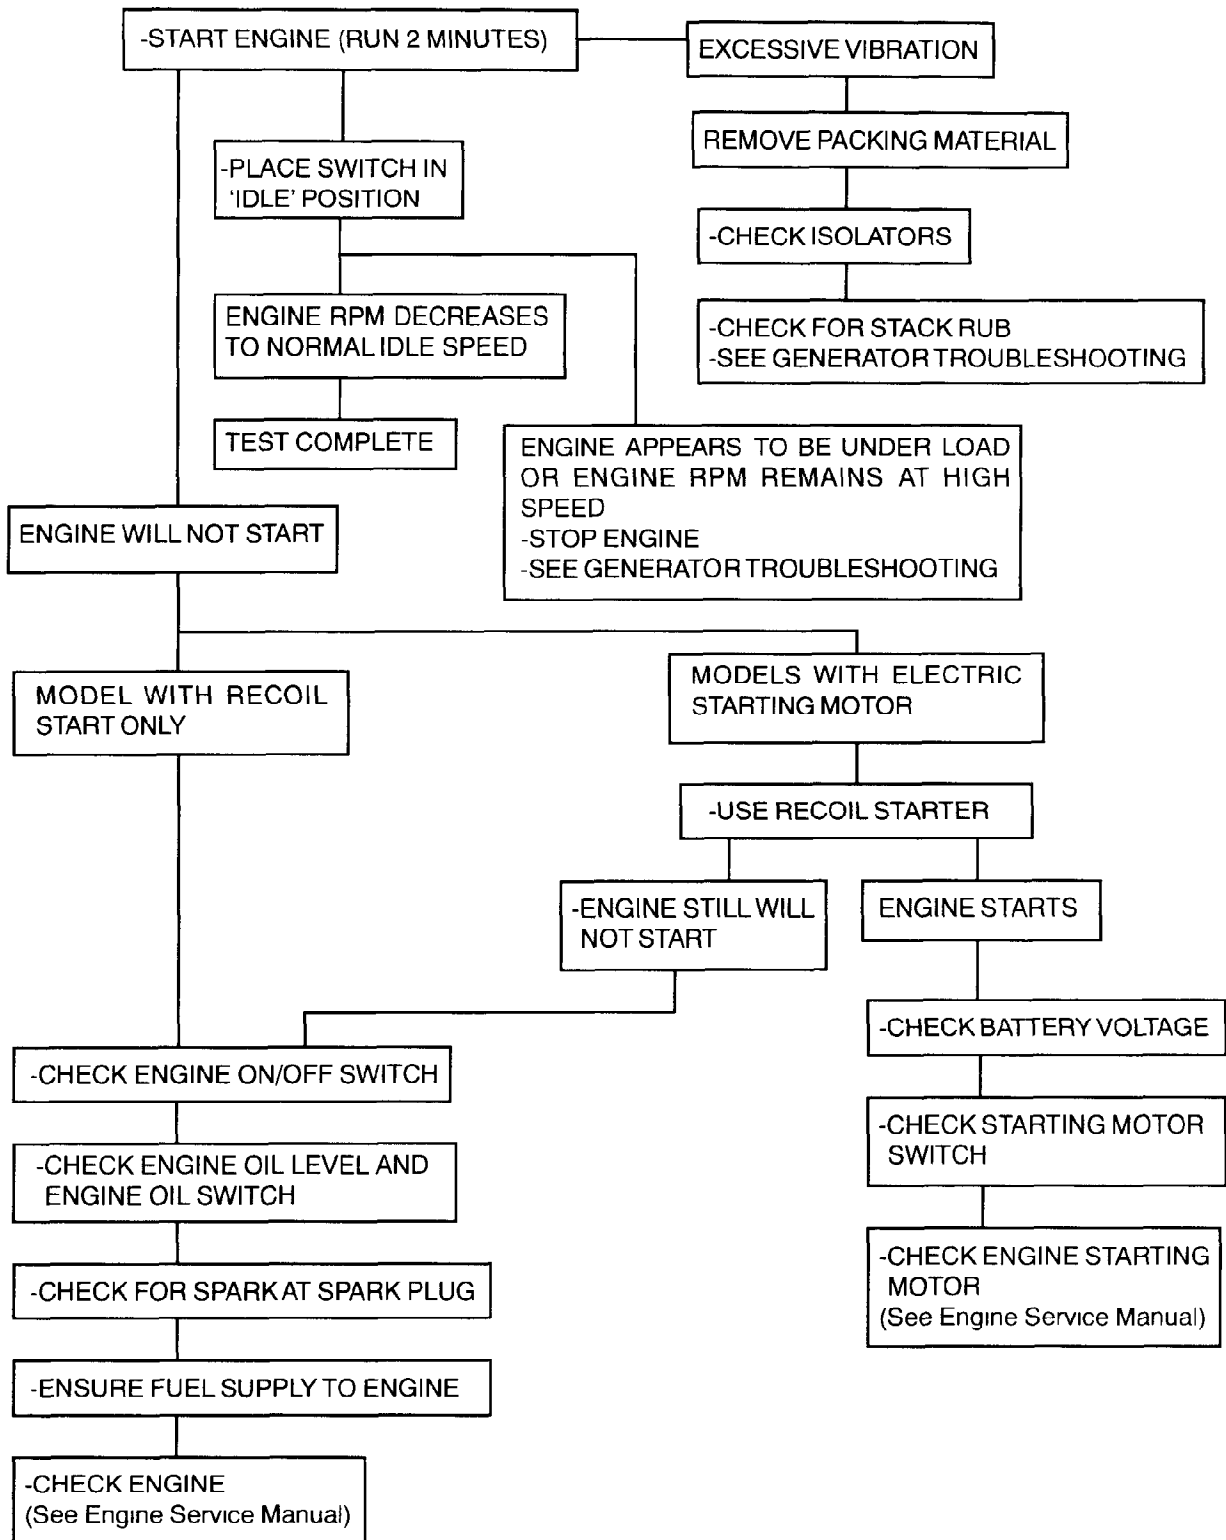 -START ENGINE (RUN 2 MINUTES)
EXCESSIVE VIBRATION
REMOVE PACKING MATERIAL
-PLACE SWITCH IN
'IDLE' POSITION
-CHECK ISOLATORS
ENGINE RPM DECREASES
TO NORMAL IDLE SPEED
-CHECK FOR STACK RUB
-SEE GENERATOR TROUBLESHOOTING
TEST COMPLETE
ENGINE APPEARS TO BE UNDER LOAD
OR ENGINE RPM REMAINS AT HIGH
SPEED
-STOP ENGINE
-SEE GENERATOR TROUBLESHOOTING
ENGINE WILL NOT START
MODEL WITH RECOIL
START ONLY
MODELS WITH ELECTRIC
STARTING MOTOR
-USE RECOIL STARTER
-ENGINE STILL WILL
NOT START
ENGINE STARTS
-CHECK BATTERY VOLTAGE
-CHECK ENGINE ON/OFF SWITCH
-CHECK STARTING MOTOR
SWITCH
-CHECK ENGINE OIL LEVEL AND
ENGINE OIL SWITCH
-CHECK ENGINE STARTING
MOTOR
(See Engine Service Manual)
-CHECK FOR SPARK AT SPARK PLUG
-ENSURE FUEL SUPPLY TO ENGINE
-CHECK ENGINE
(See Engine Service Manual)